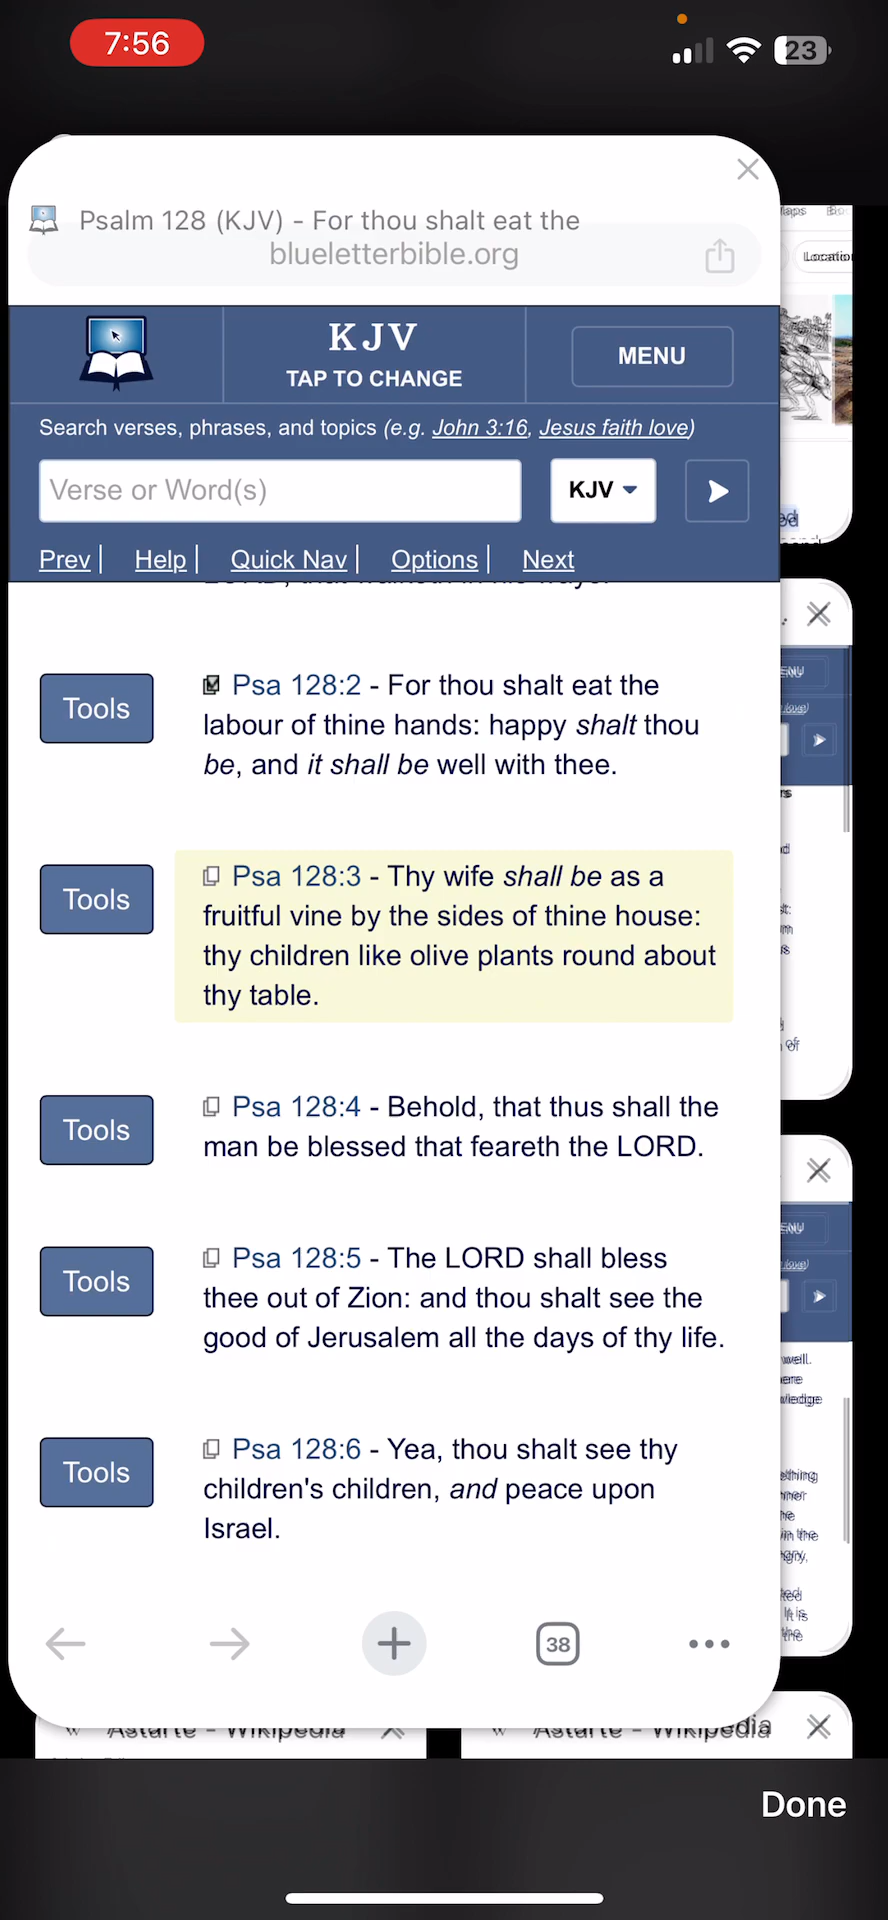 7:56
23
Psalm 128 (KJV) - For thou shalt eat the
blueletterbible.org
KJV
TAP TO CHANGE
MENU
Search verses, phrases, and topics (e.g. John 3:16, Jesus faith love)
Verse or Word(s)
KJV
Prev |
Help |
Quick Nav |
Options |
Next
Tools
Psa 128:2 - For thou shalt eat the
labour of thine hands: happy shalt thou
be, and it shall be well with thee.
Tools
Psa 128:3 - Thy wife shall be as a
fruitful vine by the sides of thine house:
thy children like olive plants round about
thy table.
Tools
Psa 128:4 - Behold, that thus shall the
man be blessed that feareth the LORD.
Tools
Psa 128:5 - The LORD shall bless
thee out of Zion: and thou shalt see the
good of Jerusalem all the days of thy life.
Tools
Psa 128:6 - Yea, thou shalt see thy
children's children, and peace upon
Israel.
38
Astarte - Wikipedia
Astarte - Wikipedia
Done